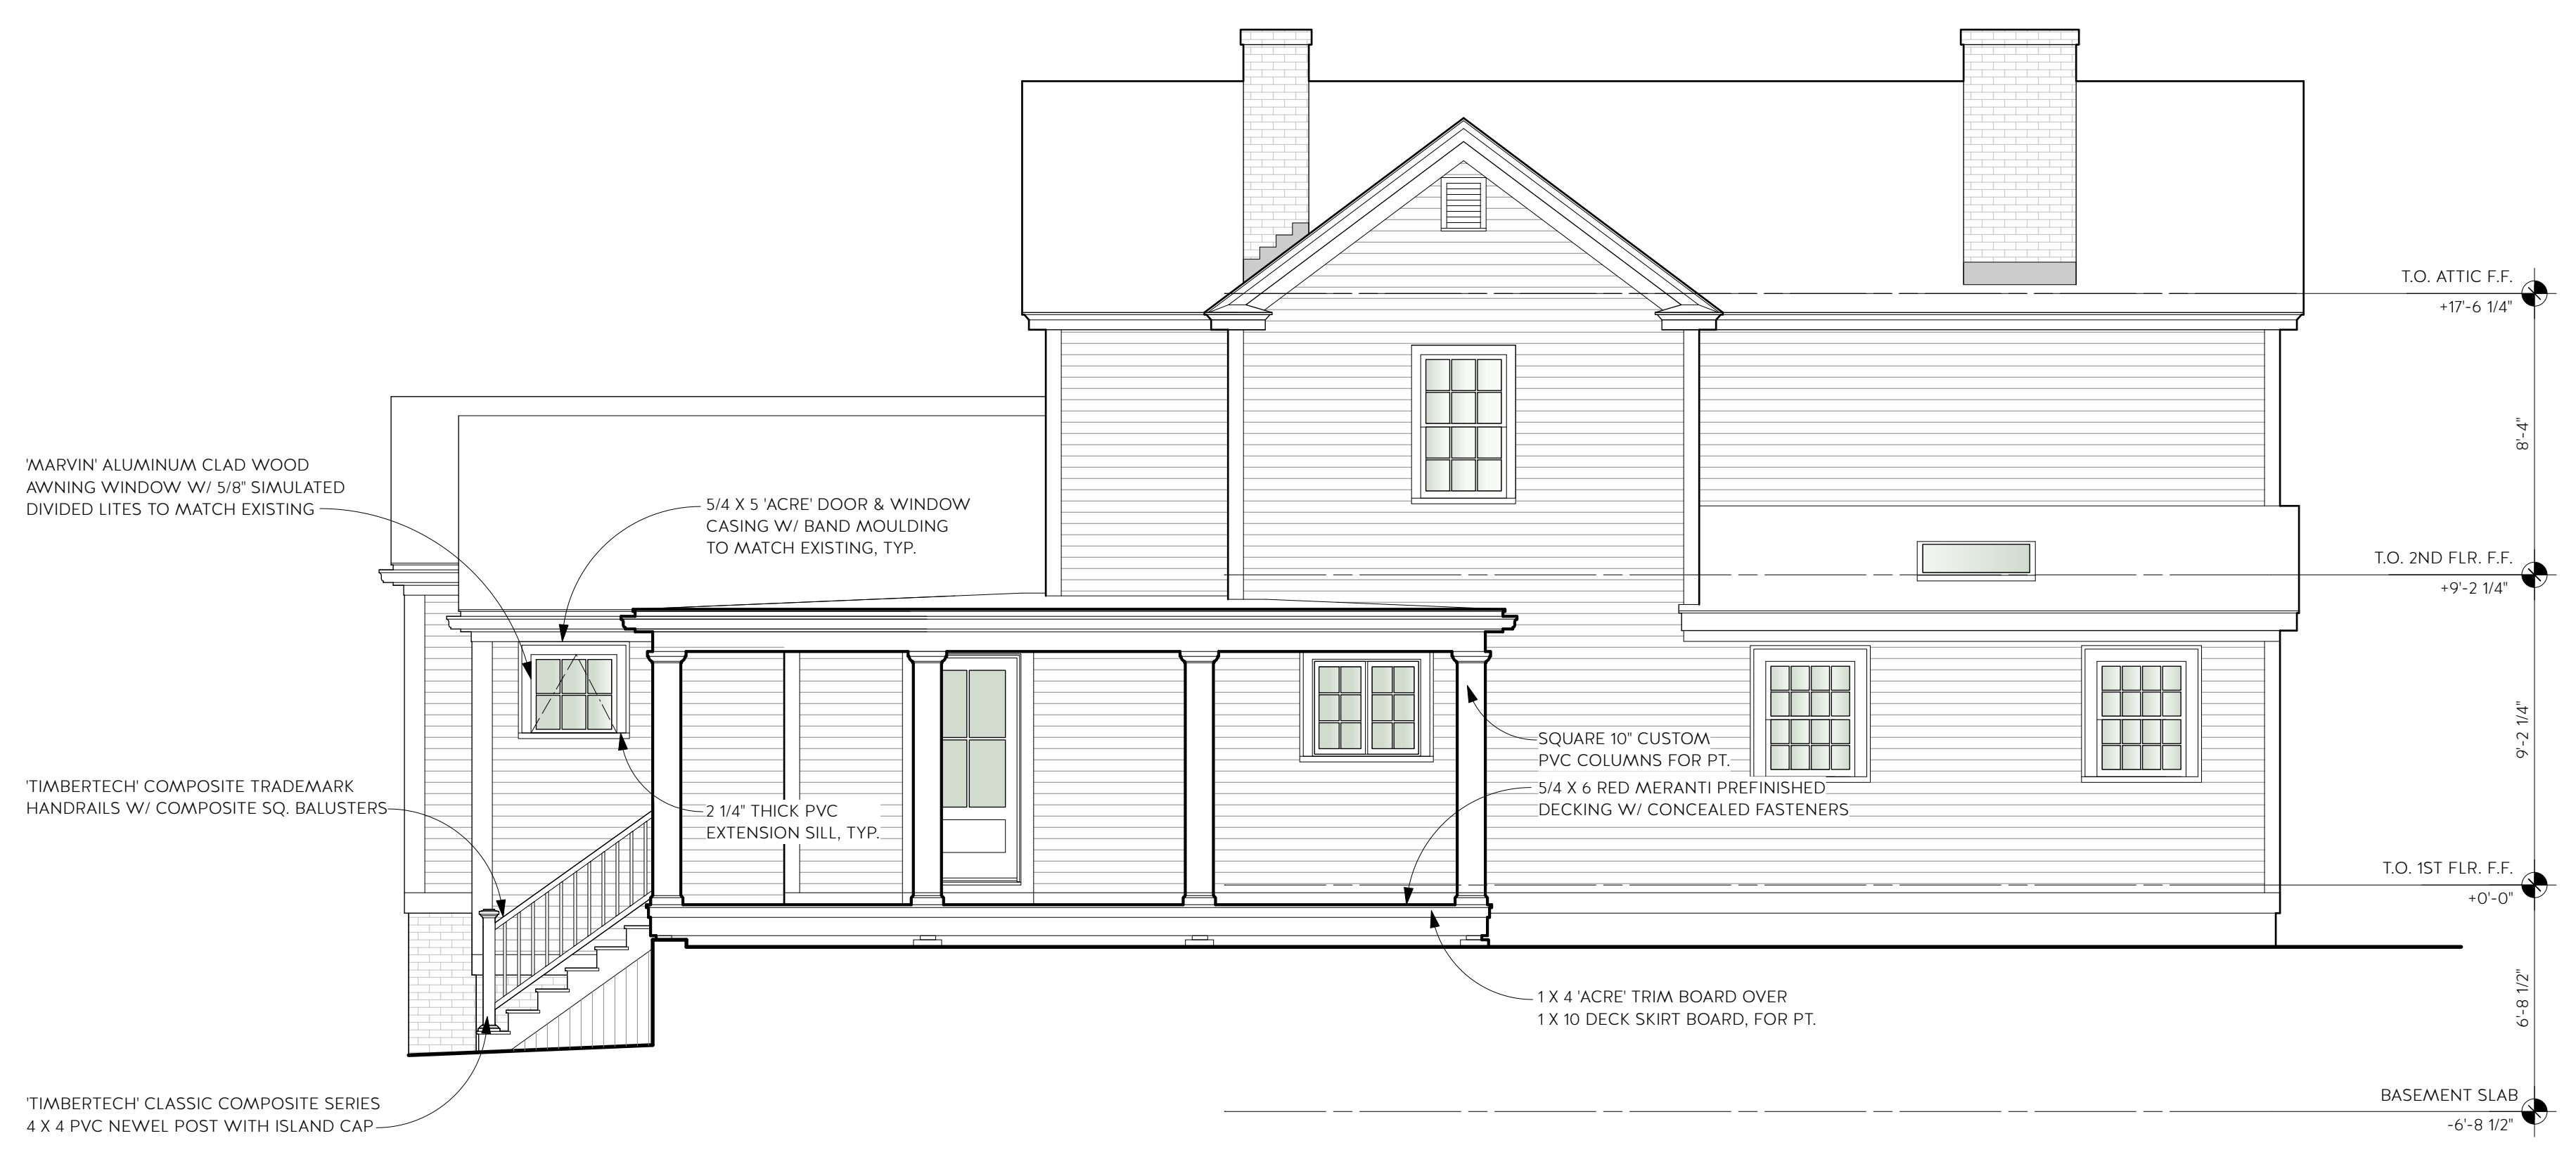 T.O. ATTIC F.F.
+17'-6 1/4"
8'-4"
'MARVIN' ALUMINUM CLAD WOOD
AWNING WINDOW W/ 5/8" SIMULATED
DIVIDED LITES TO MATCH EXISTING
5/4 X 5 'ACRE' DOOR & WINDOW
CASING W/ BAND MOULDING
TO MATCH EXISTING, TYP.
T.O. 2ND FLR. F.F.
+9'-2 1/4"
9'-2 1/4"
SQUARE 10" CUSTOM
PVC COLUMNS FOR PT.
'TIMBERTECH' COMPOSITE TRADEMARK
HANDRAILS W/ COMPOSITE SQ. BALUSTERS
2 1/4" THICK PVC
EXTENSION SILL, TYP.
5/4 X 6 RED MERANTI PREFINISHED
DECKING W/ CONCEALED FASTENERS
T.O. 1ST FLR. F.F.
+0'-0"
6'-8 1/2"
1 X 4 'ACRE' TRIM BOARD OVER
1 X 10 DECK SKIRT BOARD, FOR PT.
'TIMBERTECH' CLASSIC COMPOSITE SERIES
4 X 4 PVC NEWEL POST WITH ISLAND CAP
BASEMENT SLAB
-6'-8 1/2"